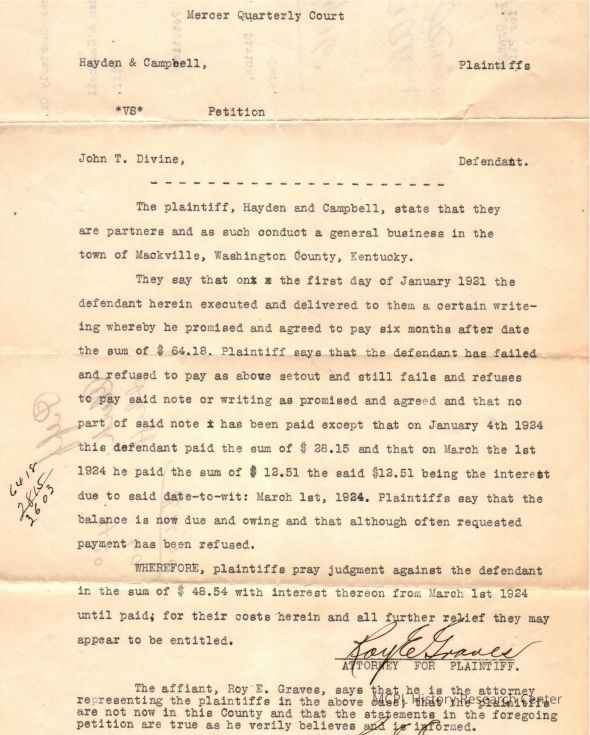 Mercer Quarterly Court
Hayden & Campbell, Plaintiffs
*VS* Petition
John T. Divine, Defendant.
- - - - - - - - - - - - - - - - - - - - - -
The plaintiff, Hayden and Campbell, state that they
are partners and as such conduct a general business in the
town of Mackville, Washington County, Kentucky.
They say that onx x the first day of January 1921 the
defendant herein executed and delivered to them a certain write-
ing whereby he promised and agreed to pay six months after date
the sum of $ 64.18. Plaintiff says that the defendant has failed
and refused to pay as above setout and still fails and refuses
to pay said note or writing as promised and agreed and that no
part of said note x has been paid except that on January 4th 1924
this defendant paid the sum of $ 28.15 and that on March the 1st
1924 he paid the sum of $ 12.51 the said $12.51 being the interest
due to said date-to-wit: March 1st, 1924. Plaintiffs say that the
balance is now due and owing and that although often requested
payment has been refused.
64 18
28 15
36 03
WHEREFORE, plaintiffs pray judgment against the defendant
in the sum of $ 48.54 with interest thereon from March 1st 1924
until paid; for their costs herein and all further relief they may
appear to be entitled.
Roy E Graves
ATTORNEY FOR PLAINTIFF.
The affiant, Roy E. Graves, says that he is the attorney
representing the plaintiffs in the above case; that the plaintiffs
are not now in this County and that the statements in the foregoing
petition are true as he verily believes and is informed.
MCPL History Research Center